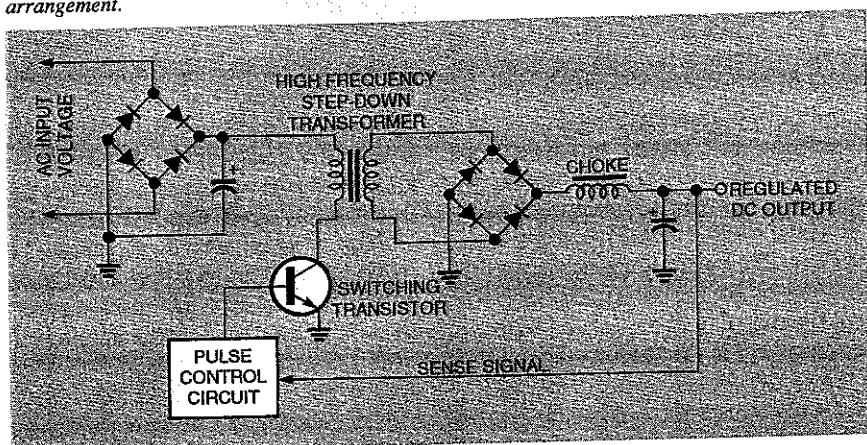 arrangement.
AC INPUT
VOLTAGE
HIGH FREQUENCY
STEP-DOWN
TRANSFORMER
+
CHOKE
+
REGULATED
DC OUTPUT
SWITCHING
TRANSISTOR
PULSE
CONTROL
CIRCUIT
SENSE SIGNAL